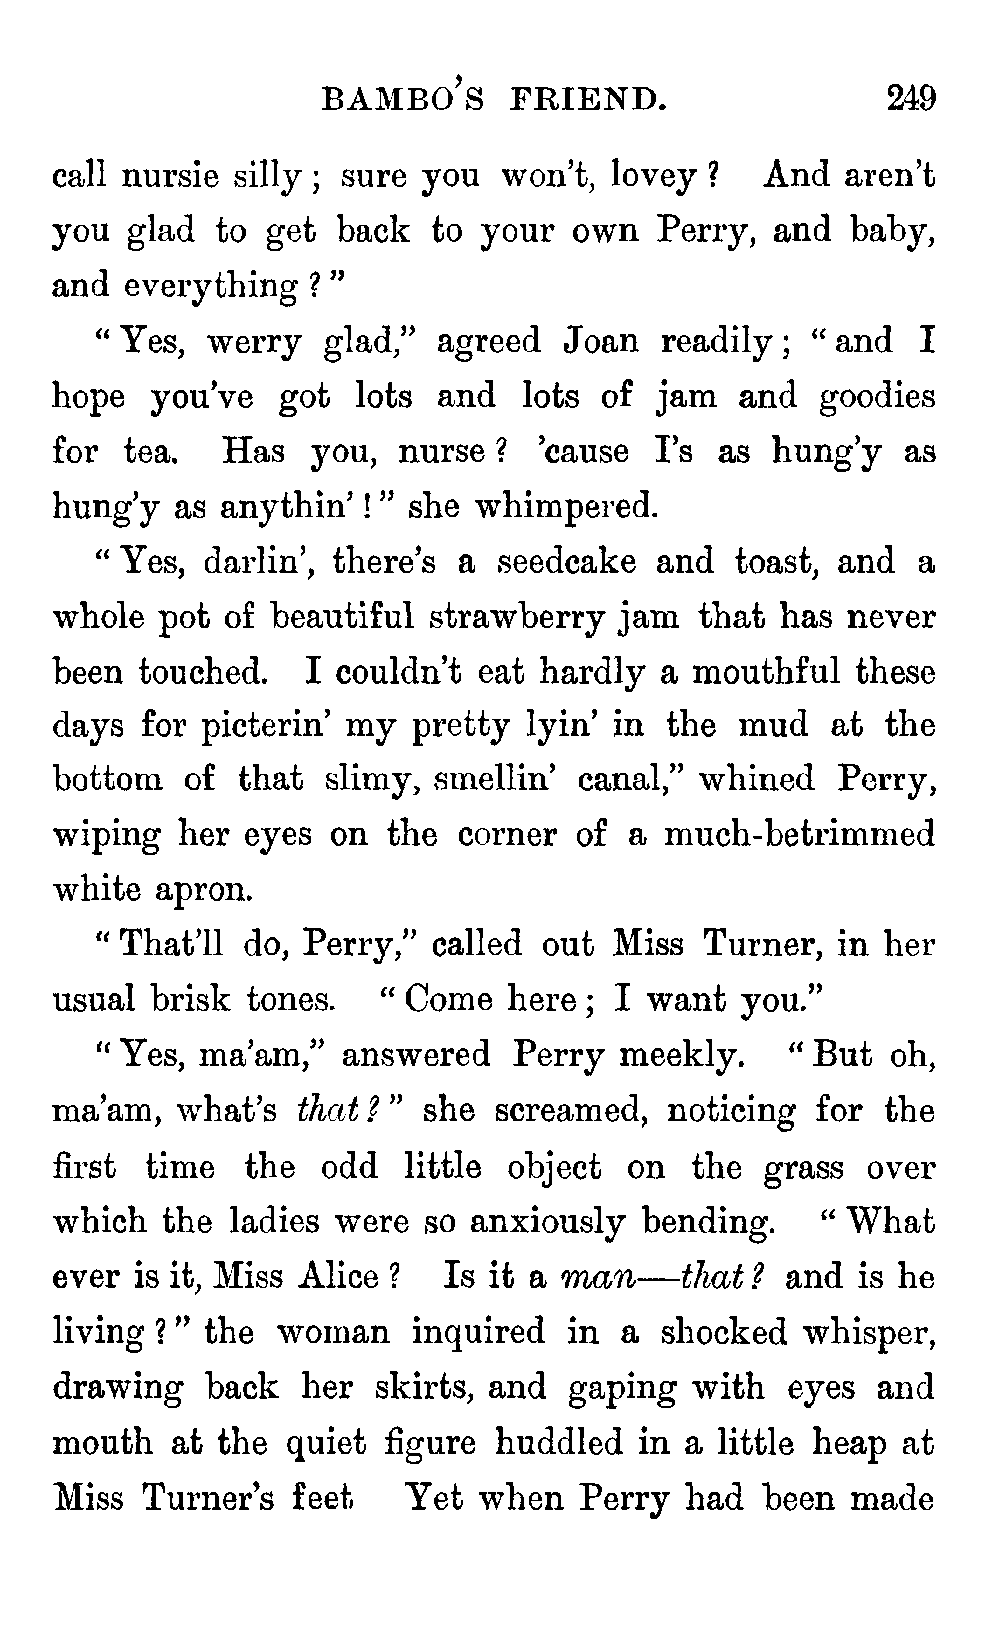 BAMBO'S FRIEND. 249
call nursie silly; sure you won't, lovey? And aren't
you glad to get back to your own Perry, and baby,
and everything?"
"Yes, werry glad," agreed Joan readily; "and I
hope you've got lots and lots of jam and goodies
for tea. Has you, nurse? 'cause I's as hung'y as
hung'y as anythin'!" she whimpered.
"Yes, darlin', there's a seedcake and toast, and a
whole pot of beautiful strawberry jam that has never
been touched. I couldn't eat hardly a mouthful these
days for picterin' my pretty lyin' in the mud at the
bottom of that slimy, smellin' canal," whined Perry,
wiping her eyes on the corner of a much-betrimmed
white apron.
"That'll do, Perry," called out Miss Turner, in her
usual brisk tones. "Come here; I want you."
"Yes, ma'am," answered Perry meekly. "But oh,
ma'am, what's that?" she screamed, noticing for the
first time the odd little object on the grass over
which the ladies were so anxiously bending. "What
ever is it, Miss Alice? Is it a man—that? and is he
living?" the woman inquired in a shocked whisper,
drawing back her skirts, and gaping with eyes and
mouth at the quiet figure huddled in a little heap at
Miss Turner's feet Yet when Perry had been made